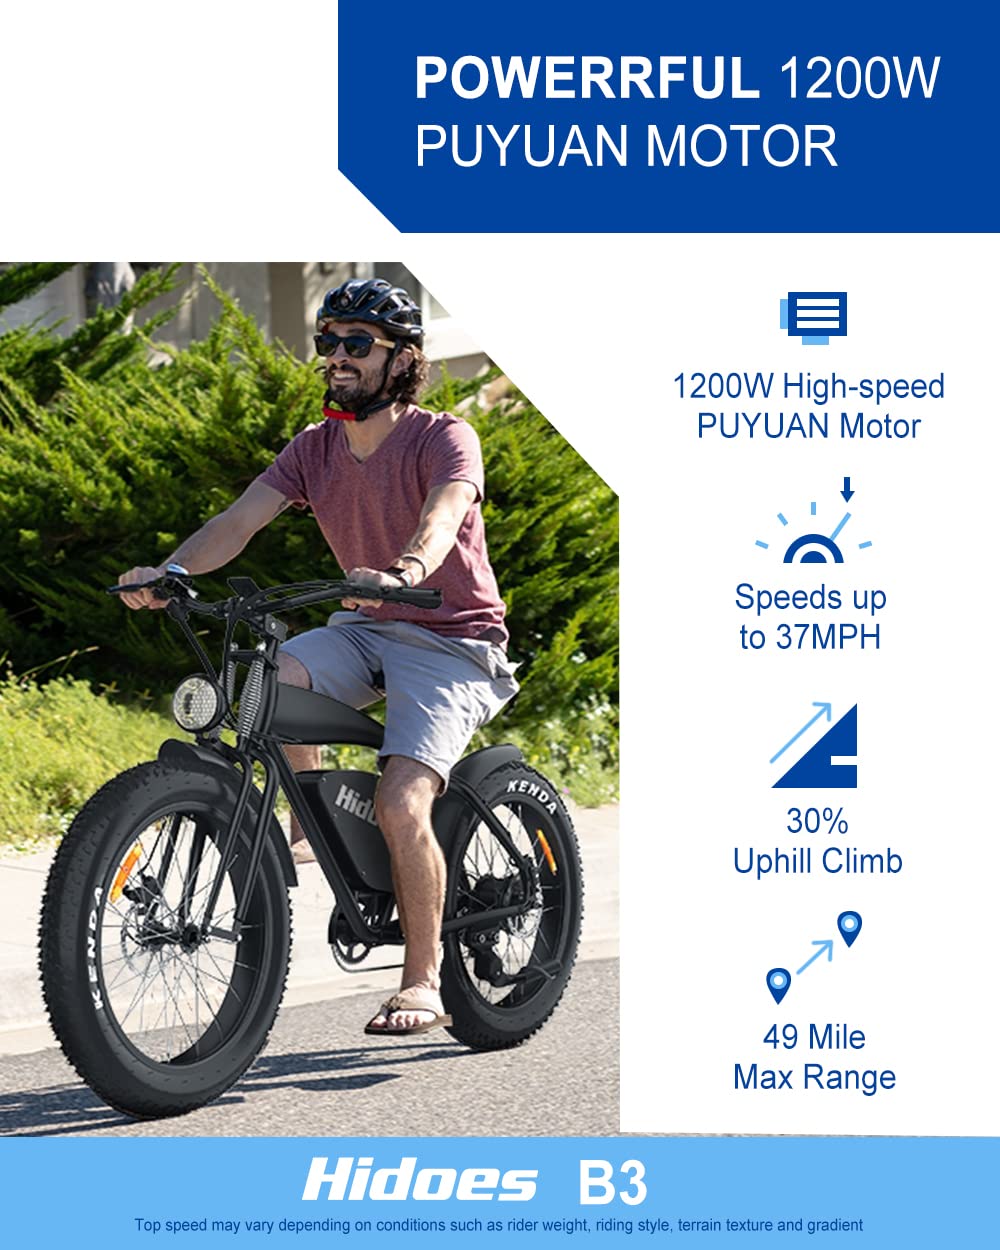 POWERRFUL 1200W
PUYUAN MOTOR
1200W High-speed
PUYUAN Motor
Speeds up
to 37MPH
30%
Uphill Climb
49 Mile
Max Range
KENDA
Hido
KENDA
Hidoes B3
Top speed may vary depending on conditions such as rider weight, riding style, terrain texture and gradient